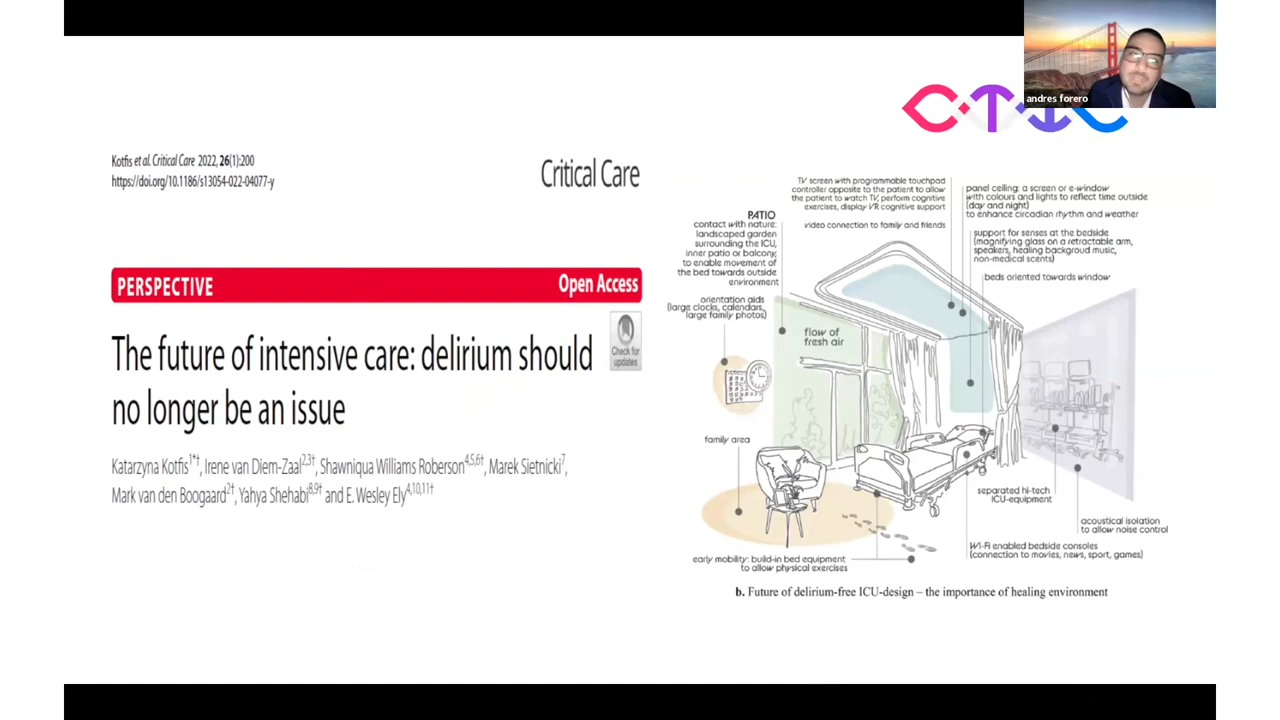 andres forero
CTIC
Kotfis et al. Critical Care 2022, 26(1):200
https://doi.org/10.1186/s13054-022-04077-y
Critical Care
PERSPECTIVE
Open Access
Check for
updates
The future of intensive care: delirium should
no longer be an issue
Katarzyna Kotfis1*†, Irene van Diem-Zaal2,3†, Shawniqua Williams Roberson4,5,6†, Marek Sietnicki7,
Mark van den Boogaard2†, Yahya Shehabi8,9† and E. Wesley Ely4,10,11†
TV screen with programmable touchpad
controller opposite to the patient to allow
the patient to watch TV, perform cognitive
exercises, display VR cognitive support
video connection to family and friends
panel ceiling: a screen or e-window
with colours and lights to reflect time outside
(day and night)
to enhance circadian rhythm and weather
support for senses at the bedside
(magnifying glass on a retractable arm,
speakers, healing backgroud music,
non-medical scents)
beds oriented towards window
PATIO
contact with nature:
landscaped garden
surrounding the ICU,
inner patio or balcony,
to enable movement of
the bed towards outside
environment
orientation aids
(large clocks, calendars,
large family photos)
flow of
fresh air
family area
separated hi-tech
ICU-equipment
acoustical isolation
to allow noise control
Wi-Fi enabled bedside consoles
(connection to movies, news, sport, games)
early mobility: build-in bed equipment
to allow physical exercises
b. Future of delirium-free ICU-design – the importance of healing environment